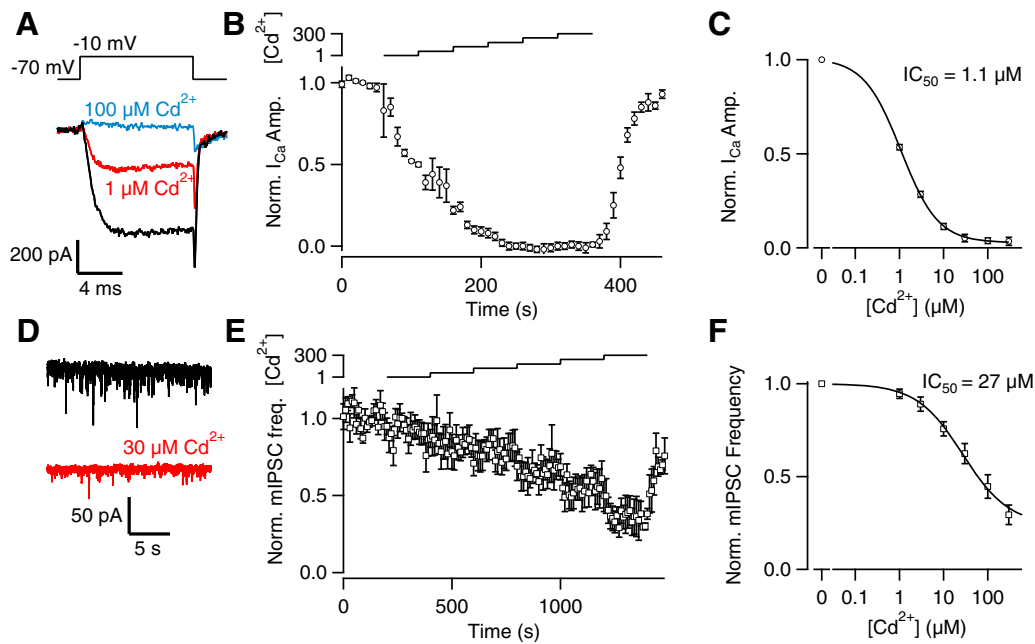 A
-10 mV
-70 mV
100 µM Cd²⁺
1 µM Cd²⁺
200 pA
4 ms
B
[Cd²⁺]
300
1
Norm. I_Ca Amp.
1.0
0.5
0.0
0
200
400
Time (s)
C
IC₅₀ = 1.1 µM
Norm. I_Ca Amp.
1.0
0.5
0.0
0
0.1
1
10
100
[Cd²⁺] (µM)
D
30 µM Cd²⁺
50 pA
5 s
E
[Cd²⁺]
300
1
Norm. mIPSC freq.
1.0
0.5
0.0
0
500
1000
Time (s)
F
IC₅₀ = 27 µM
Norm. mIPSC Frequency
1.0
0.5
0.0
0
0.1
1
10
100
[Cd²⁺] (µM)